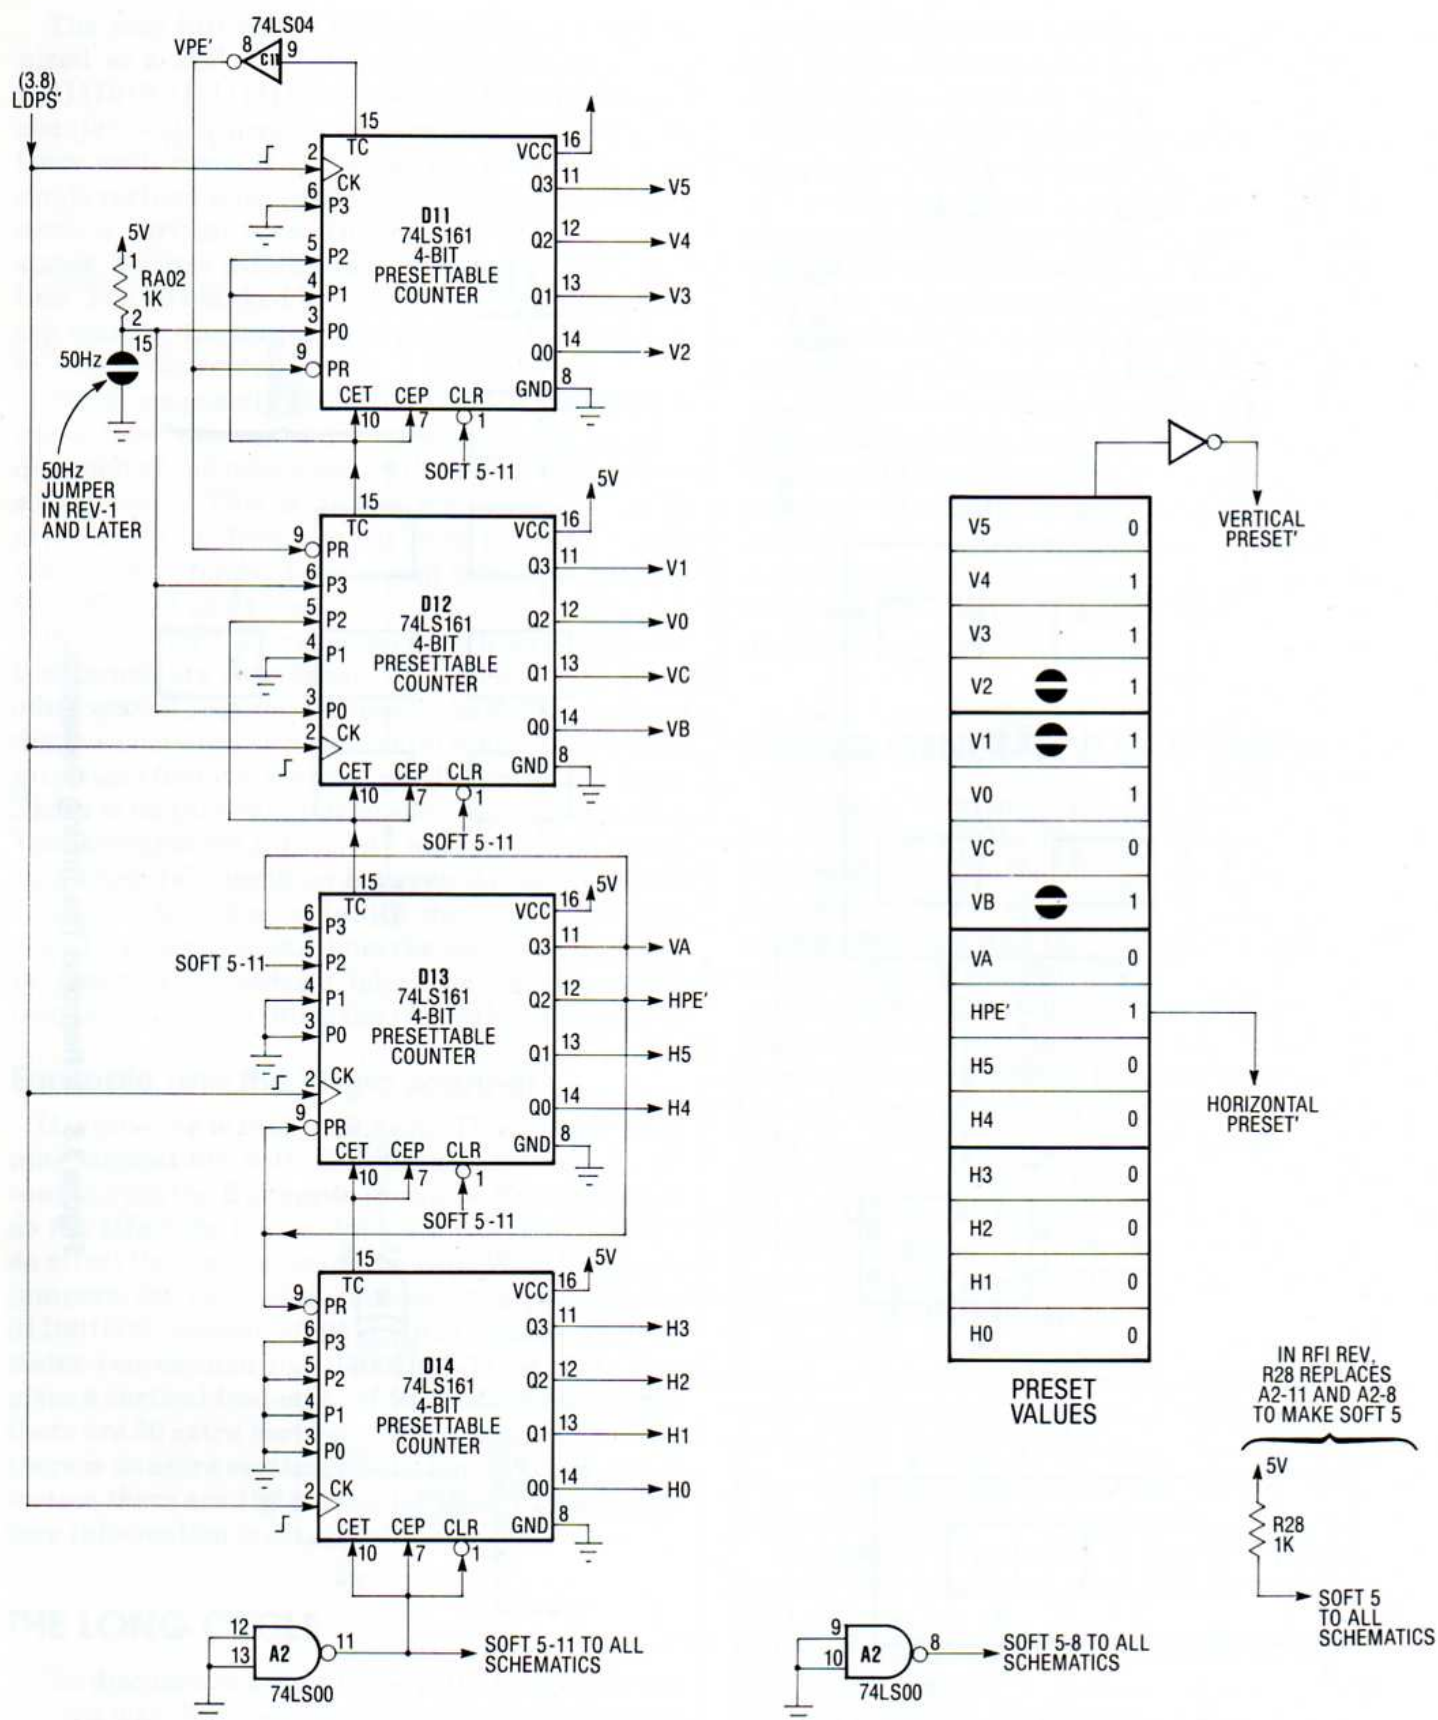 74LS04
VPE' 8 C11 9
(3.8)
LDPS'
15
TC
2 CK
6 P3
5 P2
4 P1
3 P0
9 PR
D11
74LS161
4-BIT
PRESETTABLE
COUNTER
VCC 16
Q3 11 V5
Q2 12 V4
Q1 13 V3
Q0 14 V2
GND 8
CET CEP CLR
10 7 1
SOFT 5-11
5V
1
RA02
1K
2
15
50Hz
50Hz
JUMPER
IN REV-1
AND LATER
15
TC
9 PR
6 P3
5 P2
4 P1
3 P0
2 CK
D12
74LS161
4-BIT
PRESETTABLE
COUNTER
5V
VCC 16
Q3 11 V1
Q2 12 V0
Q1 13 VC
Q0 14 VB
GND 8
CET CEP CLR
10 7 1
SOFT 5-11
15
TC
6 P3
SOFT 5-11 5 P2
4 P1
3 P0
2 CK
9 PR
D13
74LS161
4-BIT
PRESETTABLE
COUNTER
5V
VCC 16
Q3 11 VA
Q2 12 HPE'
Q1 13 H5
Q0 14 H4
GND 8
CET CEP CLR
10 7 1
SOFT 5-11
15
TC
9 PR
6 P3
5 P2
4 P1
3 P0
2 CK
D14
74LS161
4-BIT
PRESETTABLE
COUNTER
5V
VCC 16
Q3 11 H3
Q2 12 H2
Q1 13 H1
Q0 14 H0
GND 8
CET CEP CLR
10 7 1
12
13
A2
11
74LS00
SOFT 5-11 TO ALL
SCHEMATICS
VERTICAL
PRESET'
V5 0
V4 1
V3 1
V2 1
V1 1
V0 1
VC 0
VB 1
VA 0
HPE' 1
H5 0
H4 0
H3 0
H2 0
H1 0
H0 0
HORIZONTAL
PRESET'
PRESET
VALUES
9
10
A2
8
74LS00
SOFT 5-8 TO ALL
SCHEMATICS
IN RFI REV,
R28 REPLACES
A2-11 AND A2-8
TO MAKE SOFT 5
5V
R28
1K
SOFT 5
TO ALL
SCHEMATICS